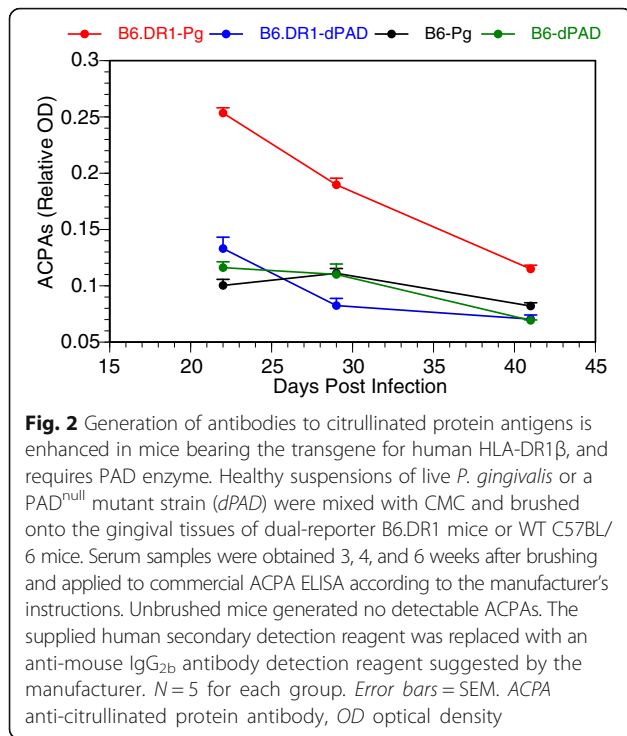 B6.DR1-Pg B6.DR1-dPAD B6-Pg B6-dPAD
0.3
0.25
0.2
0.15
0.1
0.05
ACPAs (Relative OD)
15 20 25 30 35 40 45
Days Post Infection
Fig. 2 Generation of antibodies to citrullinated protein antigens is
enhanced in mice bearing the transgene for human HLA-DR1β, and
requires PAD enzyme. Healthy suspensions of live P. gingivalis or a
PADnull mutant strain (dPAD) were mixed with CMC and brushed
onto the gingival tissues of dual-reporter B6.DR1 mice or WT C57BL/
6 mice. Serum samples were obtained 3, 4, and 6 weeks after brushing
and applied to commercial ACPA ELISA according to the manufacturer's
instructions. Unbrushed mice generated no detectable ACPAs. The
supplied human secondary detection reagent was replaced with an
anti-mouse IgG2b antibody detection reagent suggested by the
manufacturer. N = 5 for each group. Error bars = SEM. ACPA
anti-citrullinated protein antibody, OD optical density